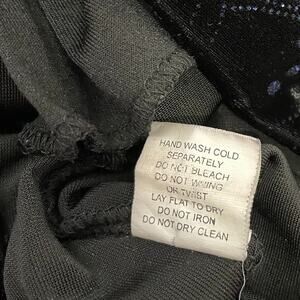 HAND WASH COLD
SEPARATELY
DO NOT BLEACH
DO NOT WRING
OR TWIST
LAY FLAT TO DRY
DO NOT IRON
DO NOT DRY CLEAN